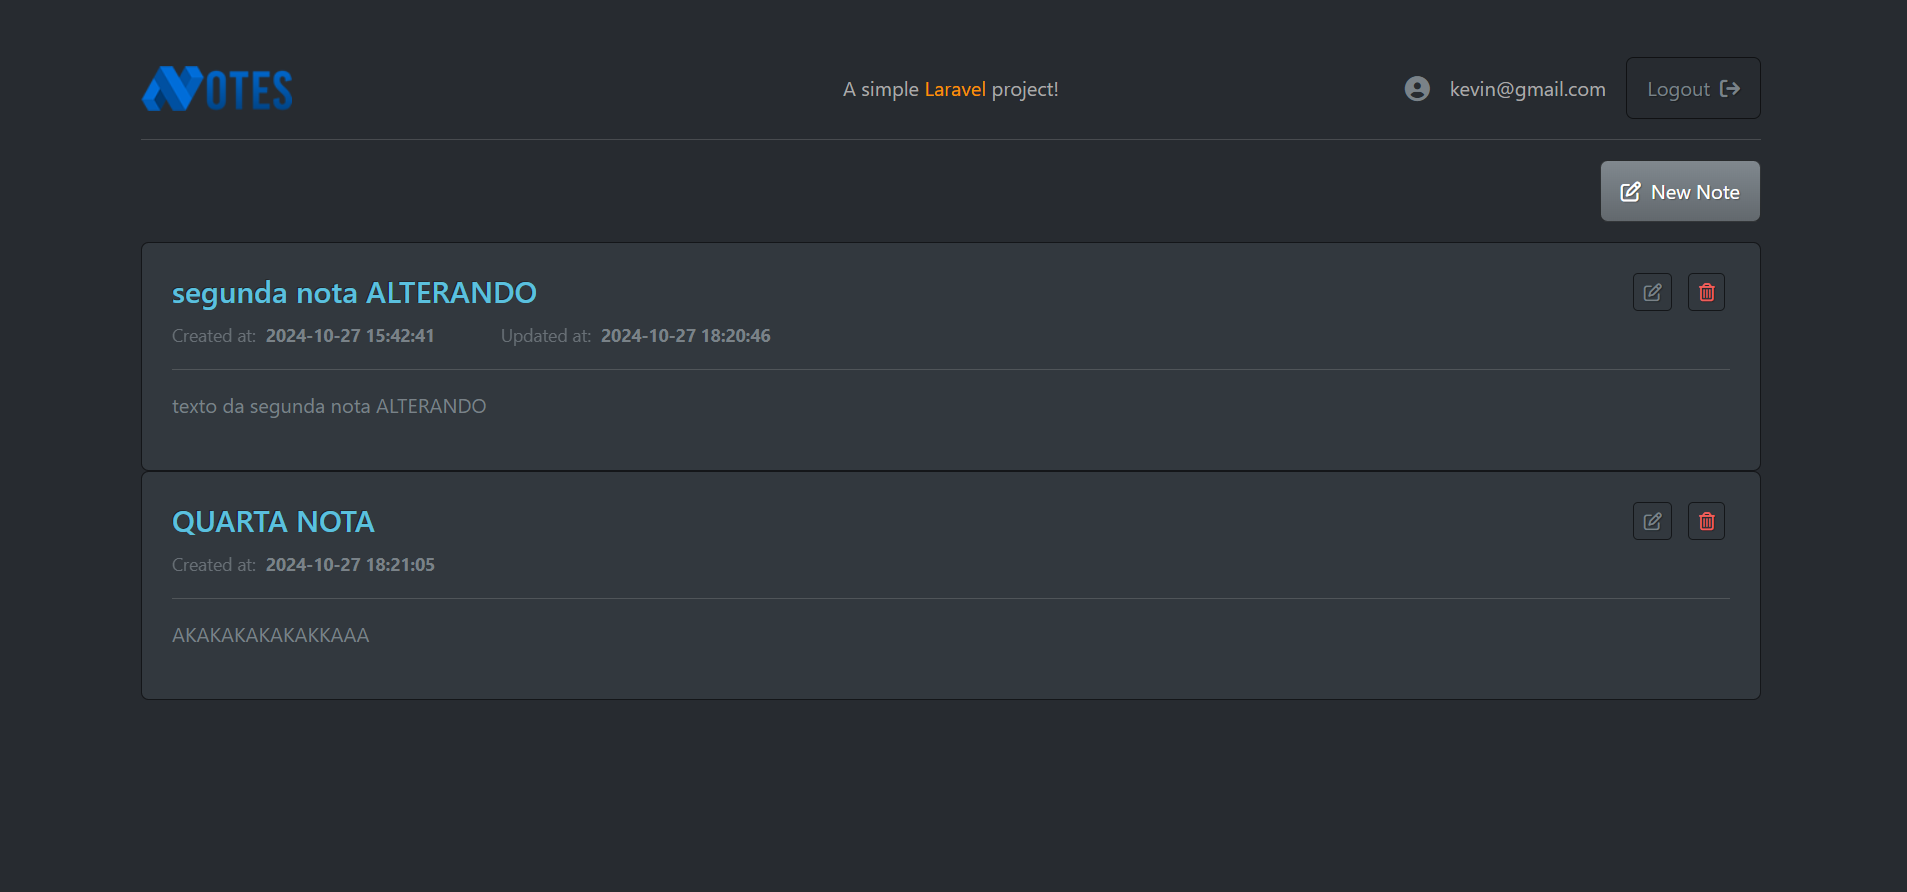 NOTES
A simple Laravel project!
kevin@gmail.com
Logout
New Note
segunda nota ALTERANDO
Created at: 2024-10-27 15:42:41 Updated at: 2024-10-27 18:20:46
texto da segunda nota ALTERANDO
QUARTA NOTA
Created at: 2024-10-27 18:21:05
AKAKAKAKAKAKKAAA